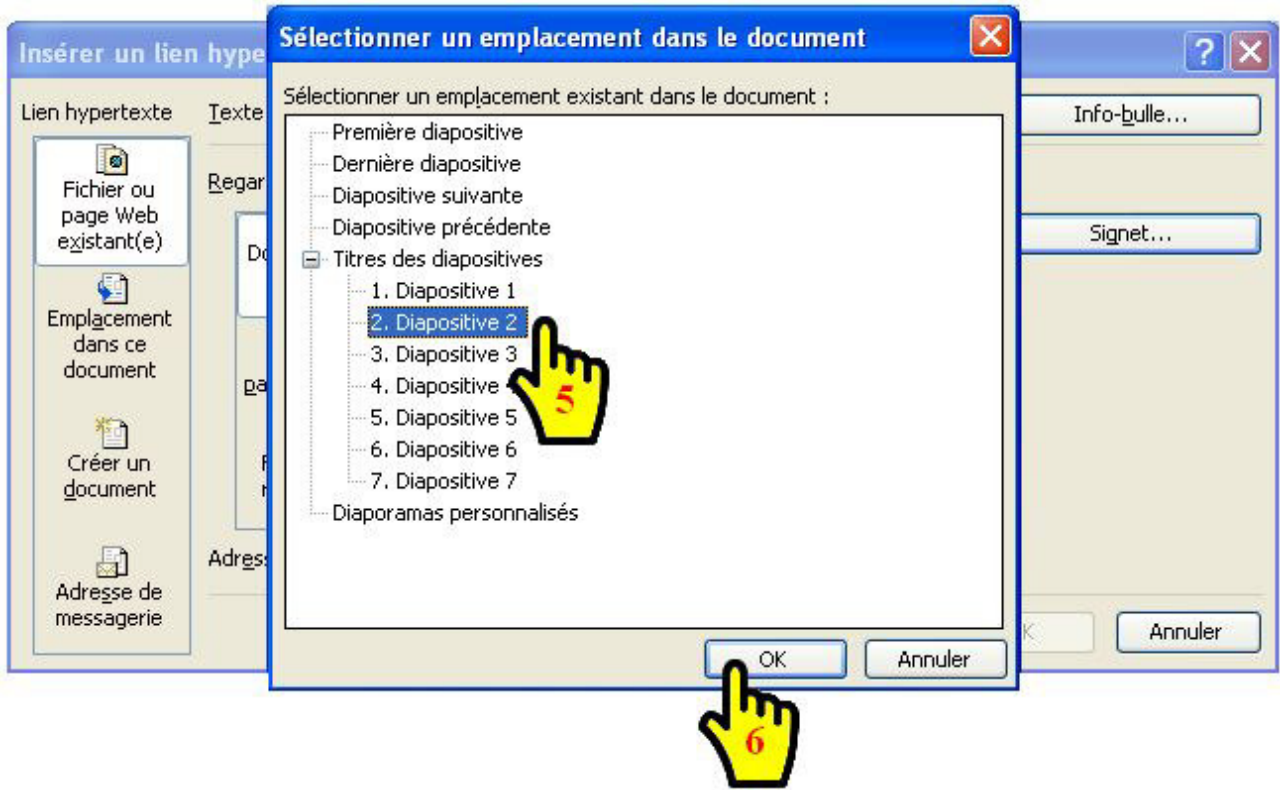 Insérer un lien hype
Sélectionner un emplacement dans le document
Lien hypertexte
Texte
Sélectionner un emplacement existant dans le document :
Info-bulle...
Première diapositive
Dernière diapositive
Fichier ou
page Web
existant(e)
Regar
Diapositive suivante
Diapositive précédente
Signet...
Titres des diapositives
1. Diapositive 1
Emplacement
dans ce
document
2. Diapositive 2
3. Diapositive 3
4. Diapositive
5
5. Diapositive 5
6. Diapositive 6
7. Diapositive 7
Créer un
document
Diaporamas personnalisés
Adresse de
messagerie
Adres
OK
Annuler
Annuler
6